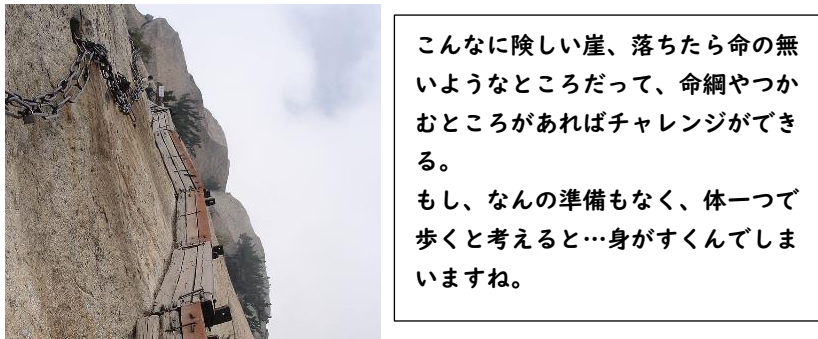 こんなに険しい崖、落ちたら命の無
いようなところだって、命綱やつか
むところがあればチャレンジができ
る。
もし、なんの準備もなく、体一つで
歩くと考えると…身がすくんでしま
いますね。